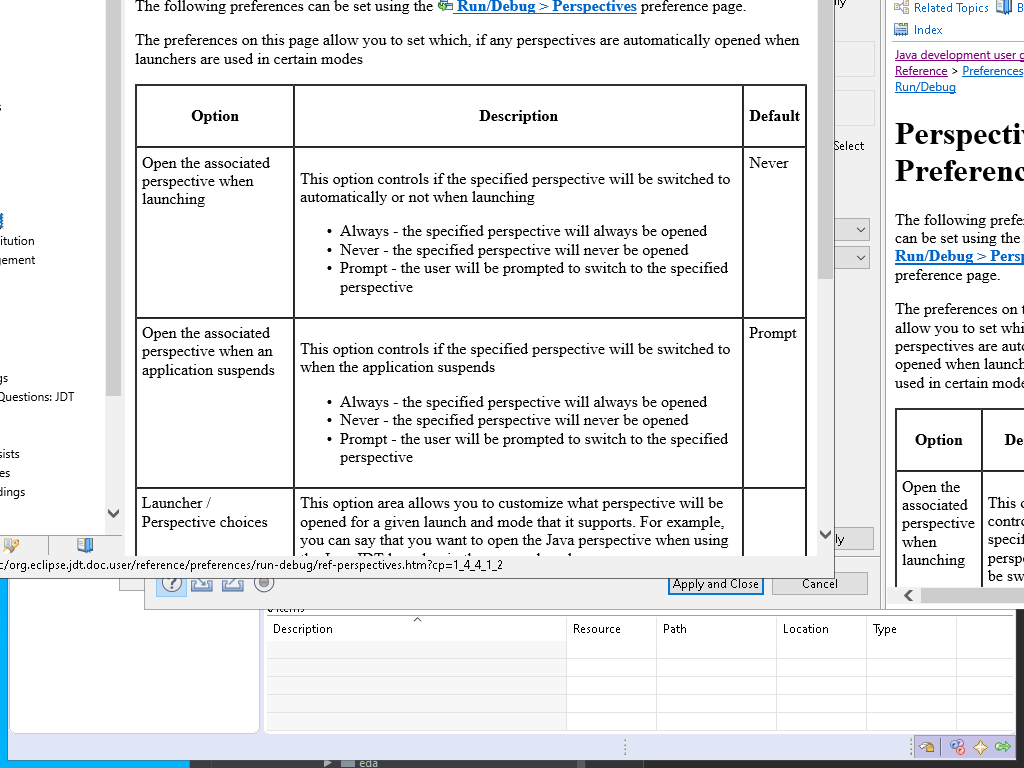 The following preferences can be set using the Run/Debug > Perspectives preference page.
The preferences on this page allow you to set which, if any perspectives are automatically opened when
launchers are used in certain modes
Option Description Default
Open the associated
perspective when
launching
This option controls if the specified perspective will be switched to
automatically or not when launching
• Always - the specified perspective will always be opened
• Never - the specified perspective will never be opened
• Prompt - the user will be prompted to switch to the specified
perspective
Never
Open the associated
perspective when an
application suspends
This option controls if the specified perspective will be switched to
when the application suspends
• Always - the specified perspective will always be opened
• Never - the specified perspective will never be opened
• Prompt - the user will be prompted to switch to the specified
perspective
Prompt
Launcher /
Perspective choices
This option area allows you to customize what perspective will be
opened for a given launch and mode that it supports. For example,
you can say that you want to open the Java perspective when using
itution
ement
gs
Questions: JDT
sists
es
dings
c/org.eclipse.jdt.doc.user/reference/preferences/run-debug/ref-perspectives.htm?cp=1_4_4_1_2
Select
ly
Apply and Close
Cancel
Related Topics
B
Index
Java development user g
Reference > Preferences
Run/Debug
Perspecti
Preferenc
The following prefe
can be set using the
Run/Debug > Persp
preference page.
The preferences on t
allow you to set whi
perspectives are auto
opened when launch
used in certain mode
Option De
Open the
associated
perspective
when
launching
This o
contro
specif
persp
be sw
Description Resource Path Location Type
eda